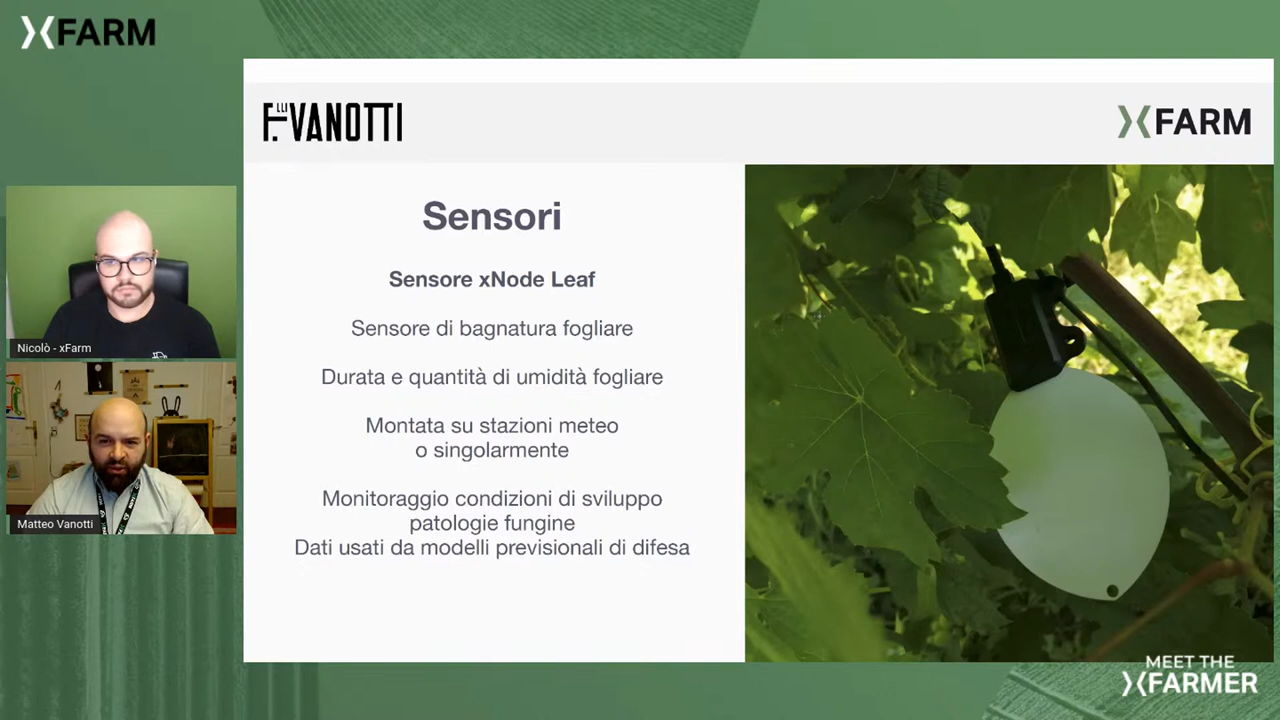 XFARM
F.LLI VANOTTI
XFARM
Sensori
Sensore xNode Leaf
Sensore di bagnatura fogliare
Durata e quantità di umidità fogliare
Montata su stazioni meteo
o singolarmente
Monitoraggio condizioni di sviluppo
patologie fungine
Dati usati da modelli previsionali di difesa
Nicolò - xFarm
Matteo Vanotti
MEET THE
XFARMER